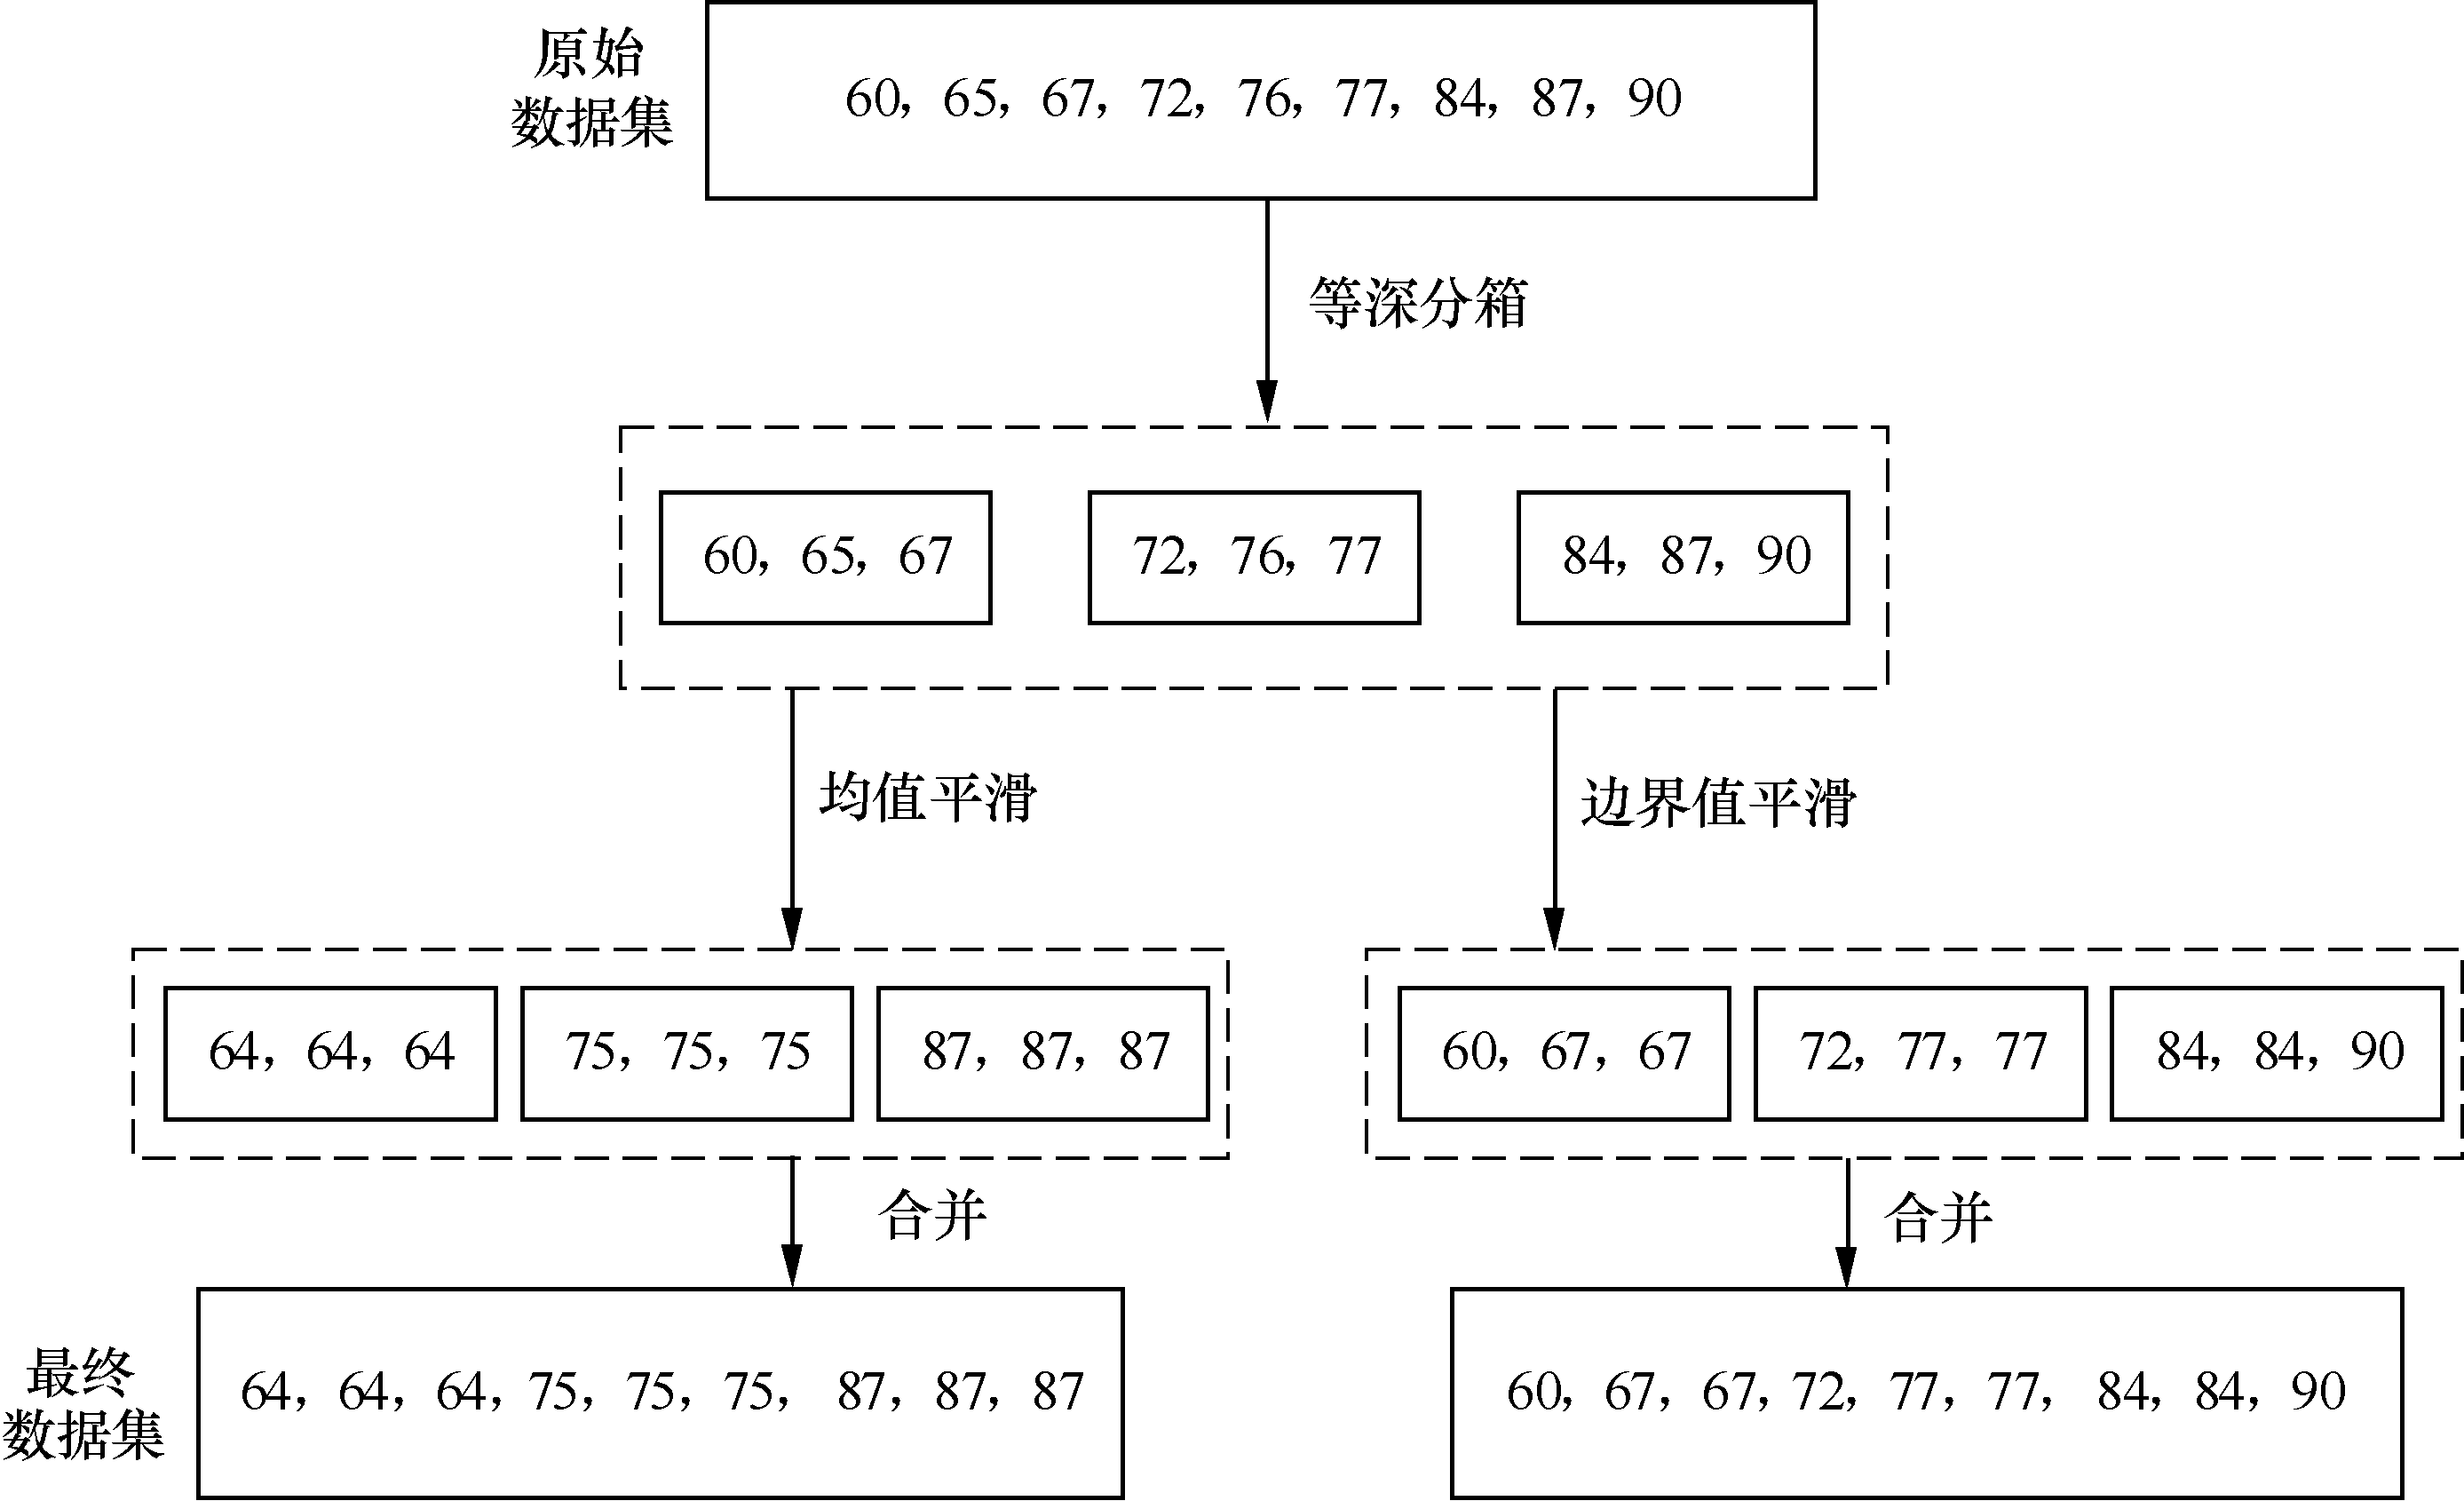 原始
数据集
60, 65, 67, 72, 76, 77, 84, 87, 90
等深分箱
60, 65, 67
72, 76, 77
84, 87, 90
均值平滑
边界值平滑
64, 64, 64
75, 75, 75
87, 87, 87
60, 67, 67
72, 77, 77
84, 84, 90
合并
合并
最终
数据集
64, 64, 64, 75, 75, 75, 87, 87, 87
60, 67, 67, 72, 77, 77, 84, 84, 90